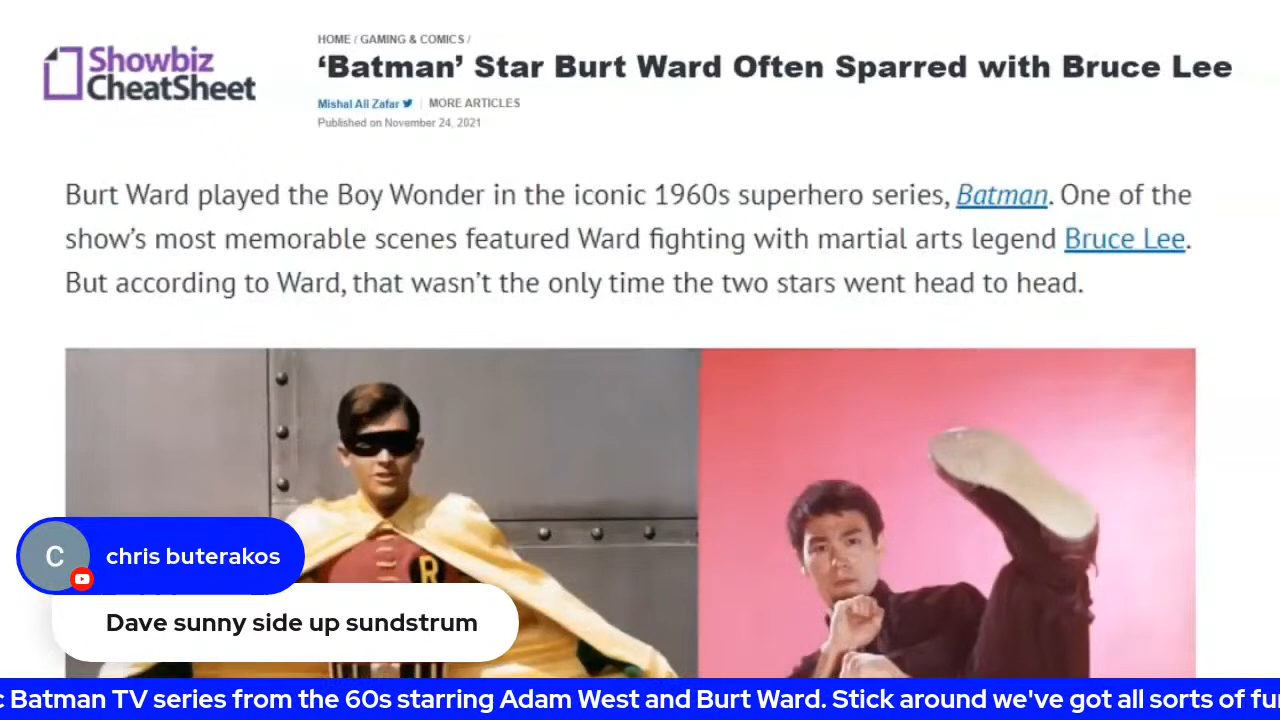 Showbiz
CheatSheet
HOME / GAMING & COMICS /
‘Batman’ Star Burt Ward Often Sparred with Bruce Lee
Mishal Ali Zafar | MORE ARTICLES
Published on November 24, 2021
Burt Ward played the Boy Wonder in the iconic 1960s superhero series, Batman. One of the
show’s most memorable scenes featured Ward fighting with martial arts legend Bruce Lee.
But according to Ward, that wasn’t the only time the two stars went head to head.
R
C
chris buterakos
Dave sunny side up sundstrum
c Batman TV series from the 60s starring Adam West and Burt Ward. Stick around we've got all sorts of fu